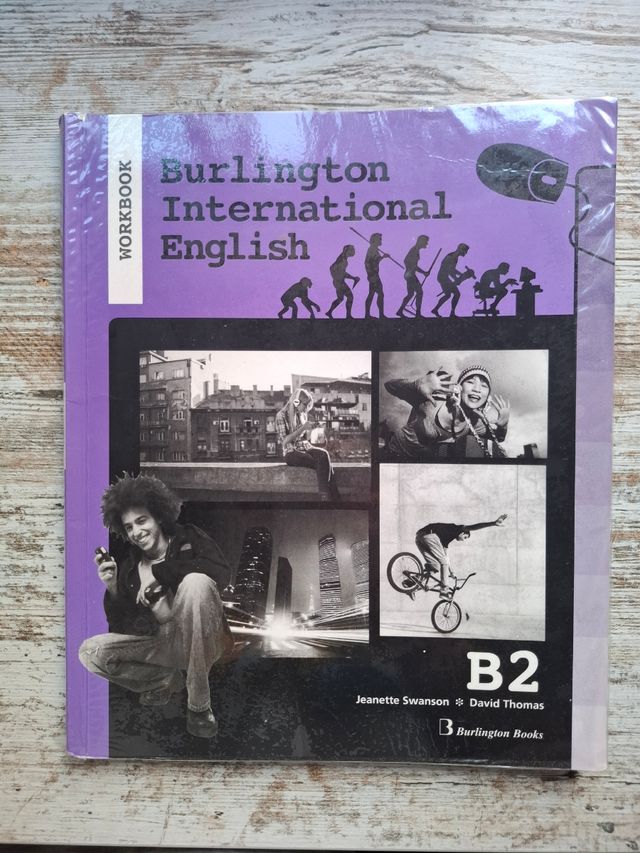 WORKBOOK
Burlington
International
English
B2
Jeanette Swanson ✻ David Thomas
B Burlington Books